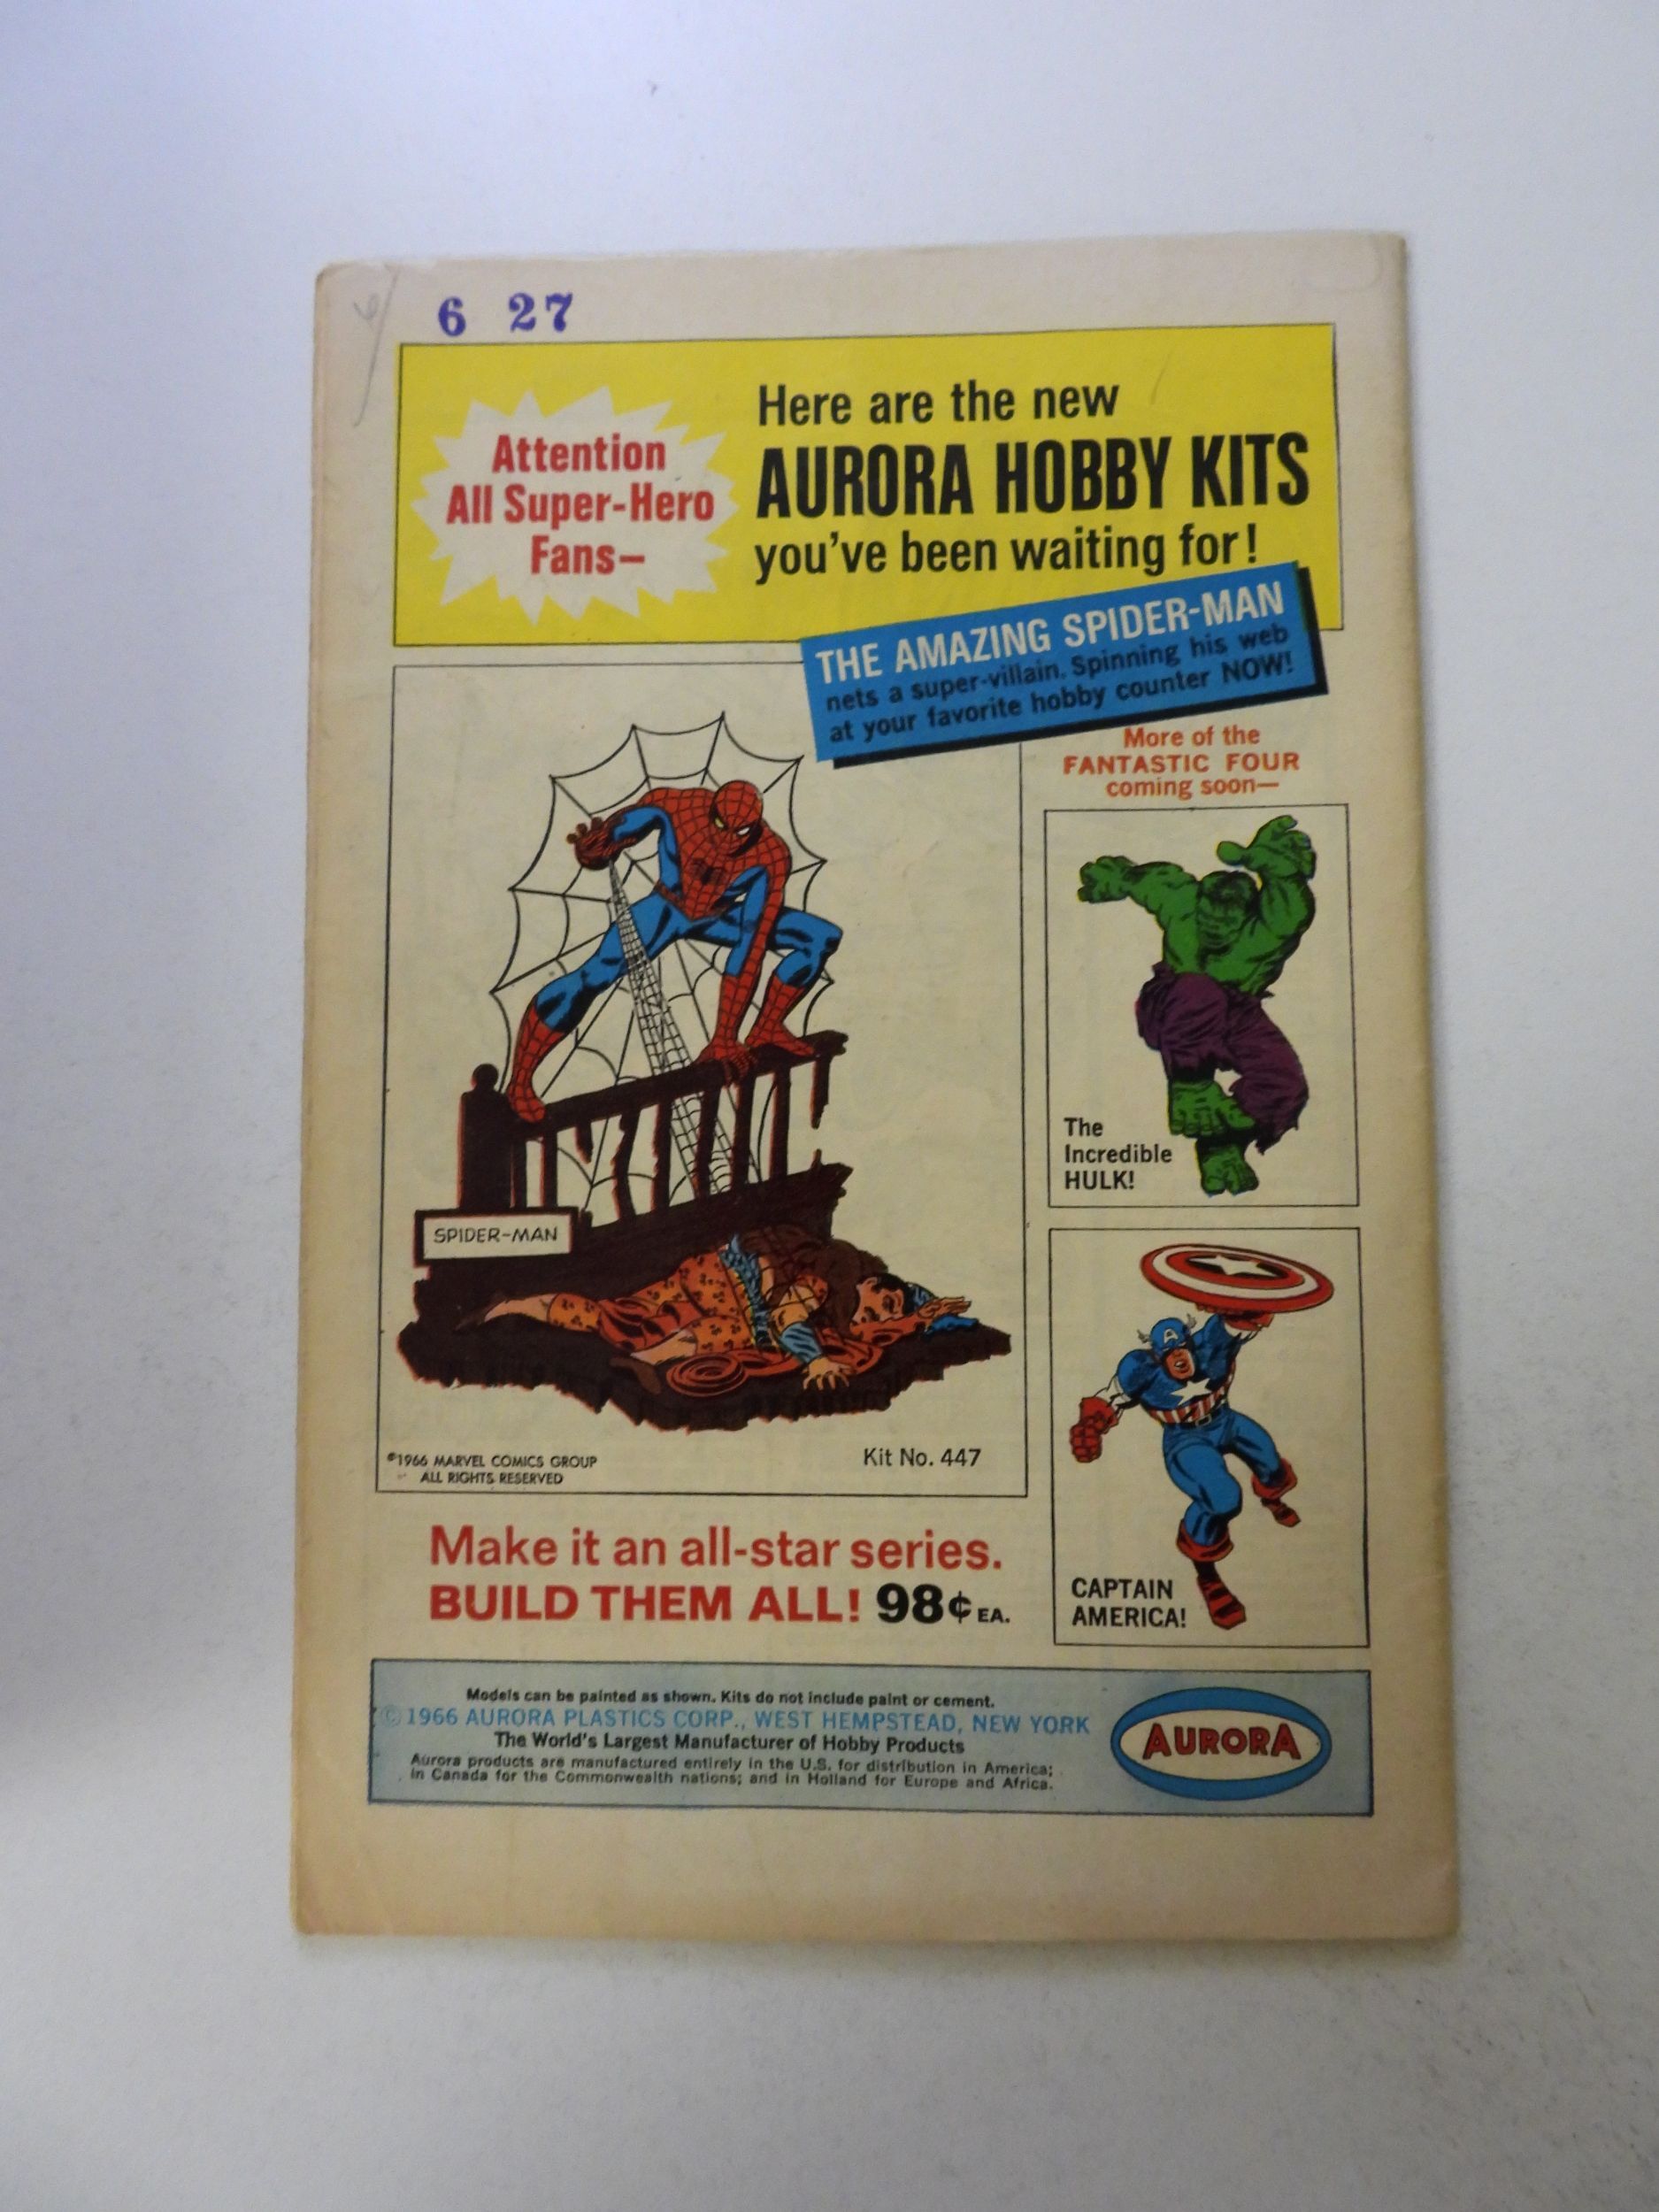 6 27
Attention
All Super-Hero
Fans—
Here are the new
AURORA HOBBY KITS
you've been waiting for!
THE AMAZING SPIDER-MAN
nets a super-villain. Spinning his web
at your favorite hobby counter NOW!
More of the
FANTASTIC FOUR
coming soon—
The
Incredible
HULK!
SPIDER-MAN
©1966 MARVEL COMICS GROUP
ALL RIGHTS RESERVED
Kit No. 447
A
CAPTAIN
AMERICA!
Make it an all-star series.
BUILD THEM ALL! 98¢ EA.
Models can be painted as shown. Kits do not include paint or cement.
© 1966 AURORA PLASTICS CORP., WEST HEMPSTEAD, NEW YORK
The World's Largest Manufacturer of Hobby Products
Aurora products are manufactured entirely in the U.S. for distribution in America;
in Canada for the Commonwealth nations; and in Holland for Europe and Africa.
AURORA